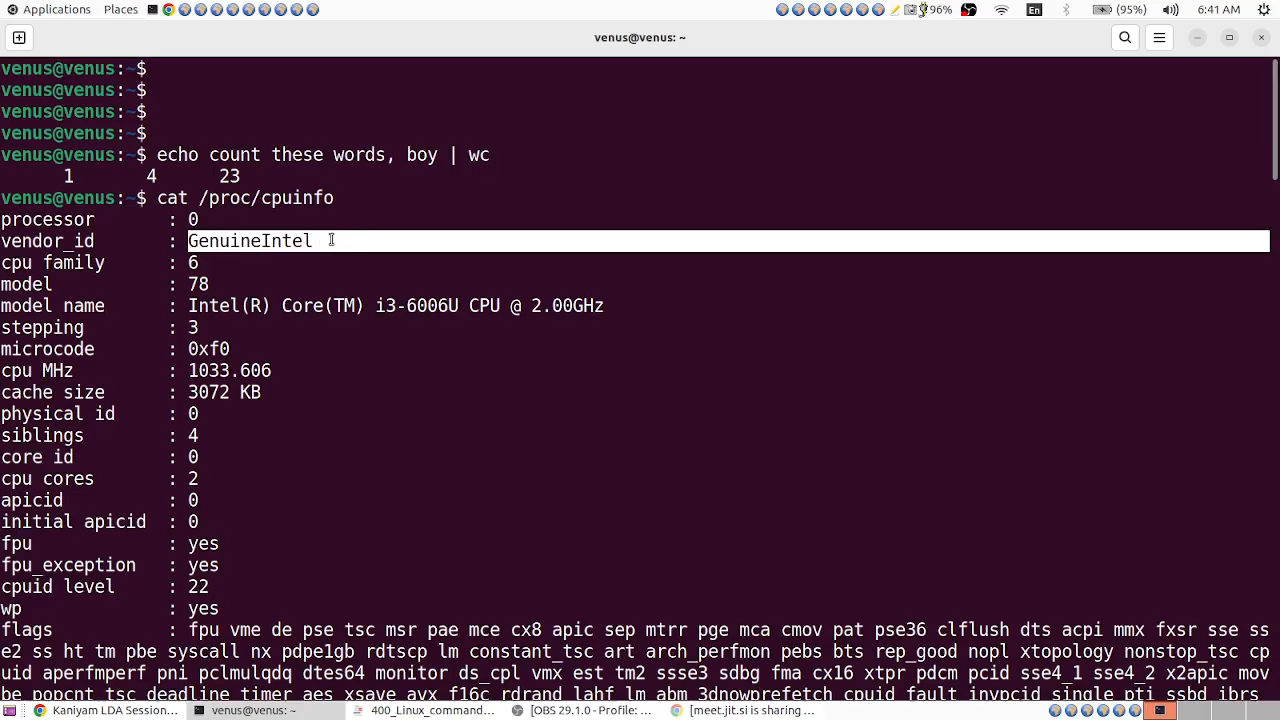 Applications Places 96% En (95%) 6:41 AM
venus@venus: ~
venus@venus:~$
venus@venus:~$
venus@venus:~$
venus@venus:~$
venus@venus:~$ echo count these words, boy | wc
1 4 23
venus@venus:~$ cat /proc/cpuinfo
processor : 0
vendor_id : GenuineIntel
cpu family : 6
model : 78
model name : Intel(R) Core(TM) i3-6006U CPU @ 2.00GHz
stepping : 3
microcode : 0xf0
cpu MHz : 1033.606
cache size : 3072 KB
physical id : 0
siblings : 4
core id : 0
cpu cores : 2
apicid : 0
initial apicid : 0
fpu : yes
fpu_exception : yes
cpuid level : 22
wp : yes
flags : fpu vme de pse tsc msr pae mce cx8 apic sep mtrr pge mca cmov pat pse36 clflush dts acpi mmx fxsr sse ss
e2 ss ht tm pbe syscall nx pdpe1gb rdtscp lm constant_tsc art arch_perfmon pebs bts rep_good nopl xtopology nonstop_tsc cp
uid aperfmperf pni pclmulqdq dtes64 monitor ds_cpl vmx est tm2 ssse3 sdbg fma cx16 xtpr pdcm pcid sse4_1 sse4_2 x2apic mov
be popcnt tsc_deadline_timer aes xsave avx f16c rdrand lahf_lm abm 3dnowprefetch cpuid_fault invpcid_single pti ssbd ibrs
Kaniyam LDA Session... venus@venus: ~ 400_Linux_command... [OBS 29.1.0 - Profile: ... [meet.jit.si is sharing ...